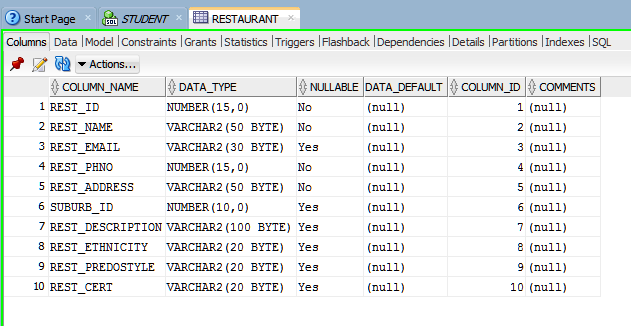 Start Page STUDENT RESTAURANT
Columns Data Model Constraints Grants Statistics Triggers Flashback Dependencies Details Partitions Indexes SQL
Actions...
COLUMN_NAME DATA_TYPE NULLABLE DATA_DEFAULT COLUMN_ID COMMENTS
1 REST_ID NUMBER(15,0) No (null) 1 (null)
2 REST_NAME VARCHAR2(50 BYTE) No (null) 2 (null)
3 REST_EMAIL VARCHAR2(30 BYTE) Yes (null) 3 (null)
4 REST_PHNO NUMBER(15,0) No (null) 4 (null)
5 REST_ADDRESS VARCHAR2(50 BYTE) No (null) 5 (null)
6 SUBURB_ID NUMBER(10,0) Yes (null) 6 (null)
7 REST_DESCRIPTION VARCHAR2(100 BYTE) Yes (null) 7 (null)
8 REST_ETHNICITY VARCHAR2(20 BYTE) Yes (null) 8 (null)
9 REST_PREDOSTYLE VARCHAR2(20 BYTE) Yes (null) 9 (null)
10 REST_CERT VARCHAR2(20 BYTE) Yes (null) 10 (null)